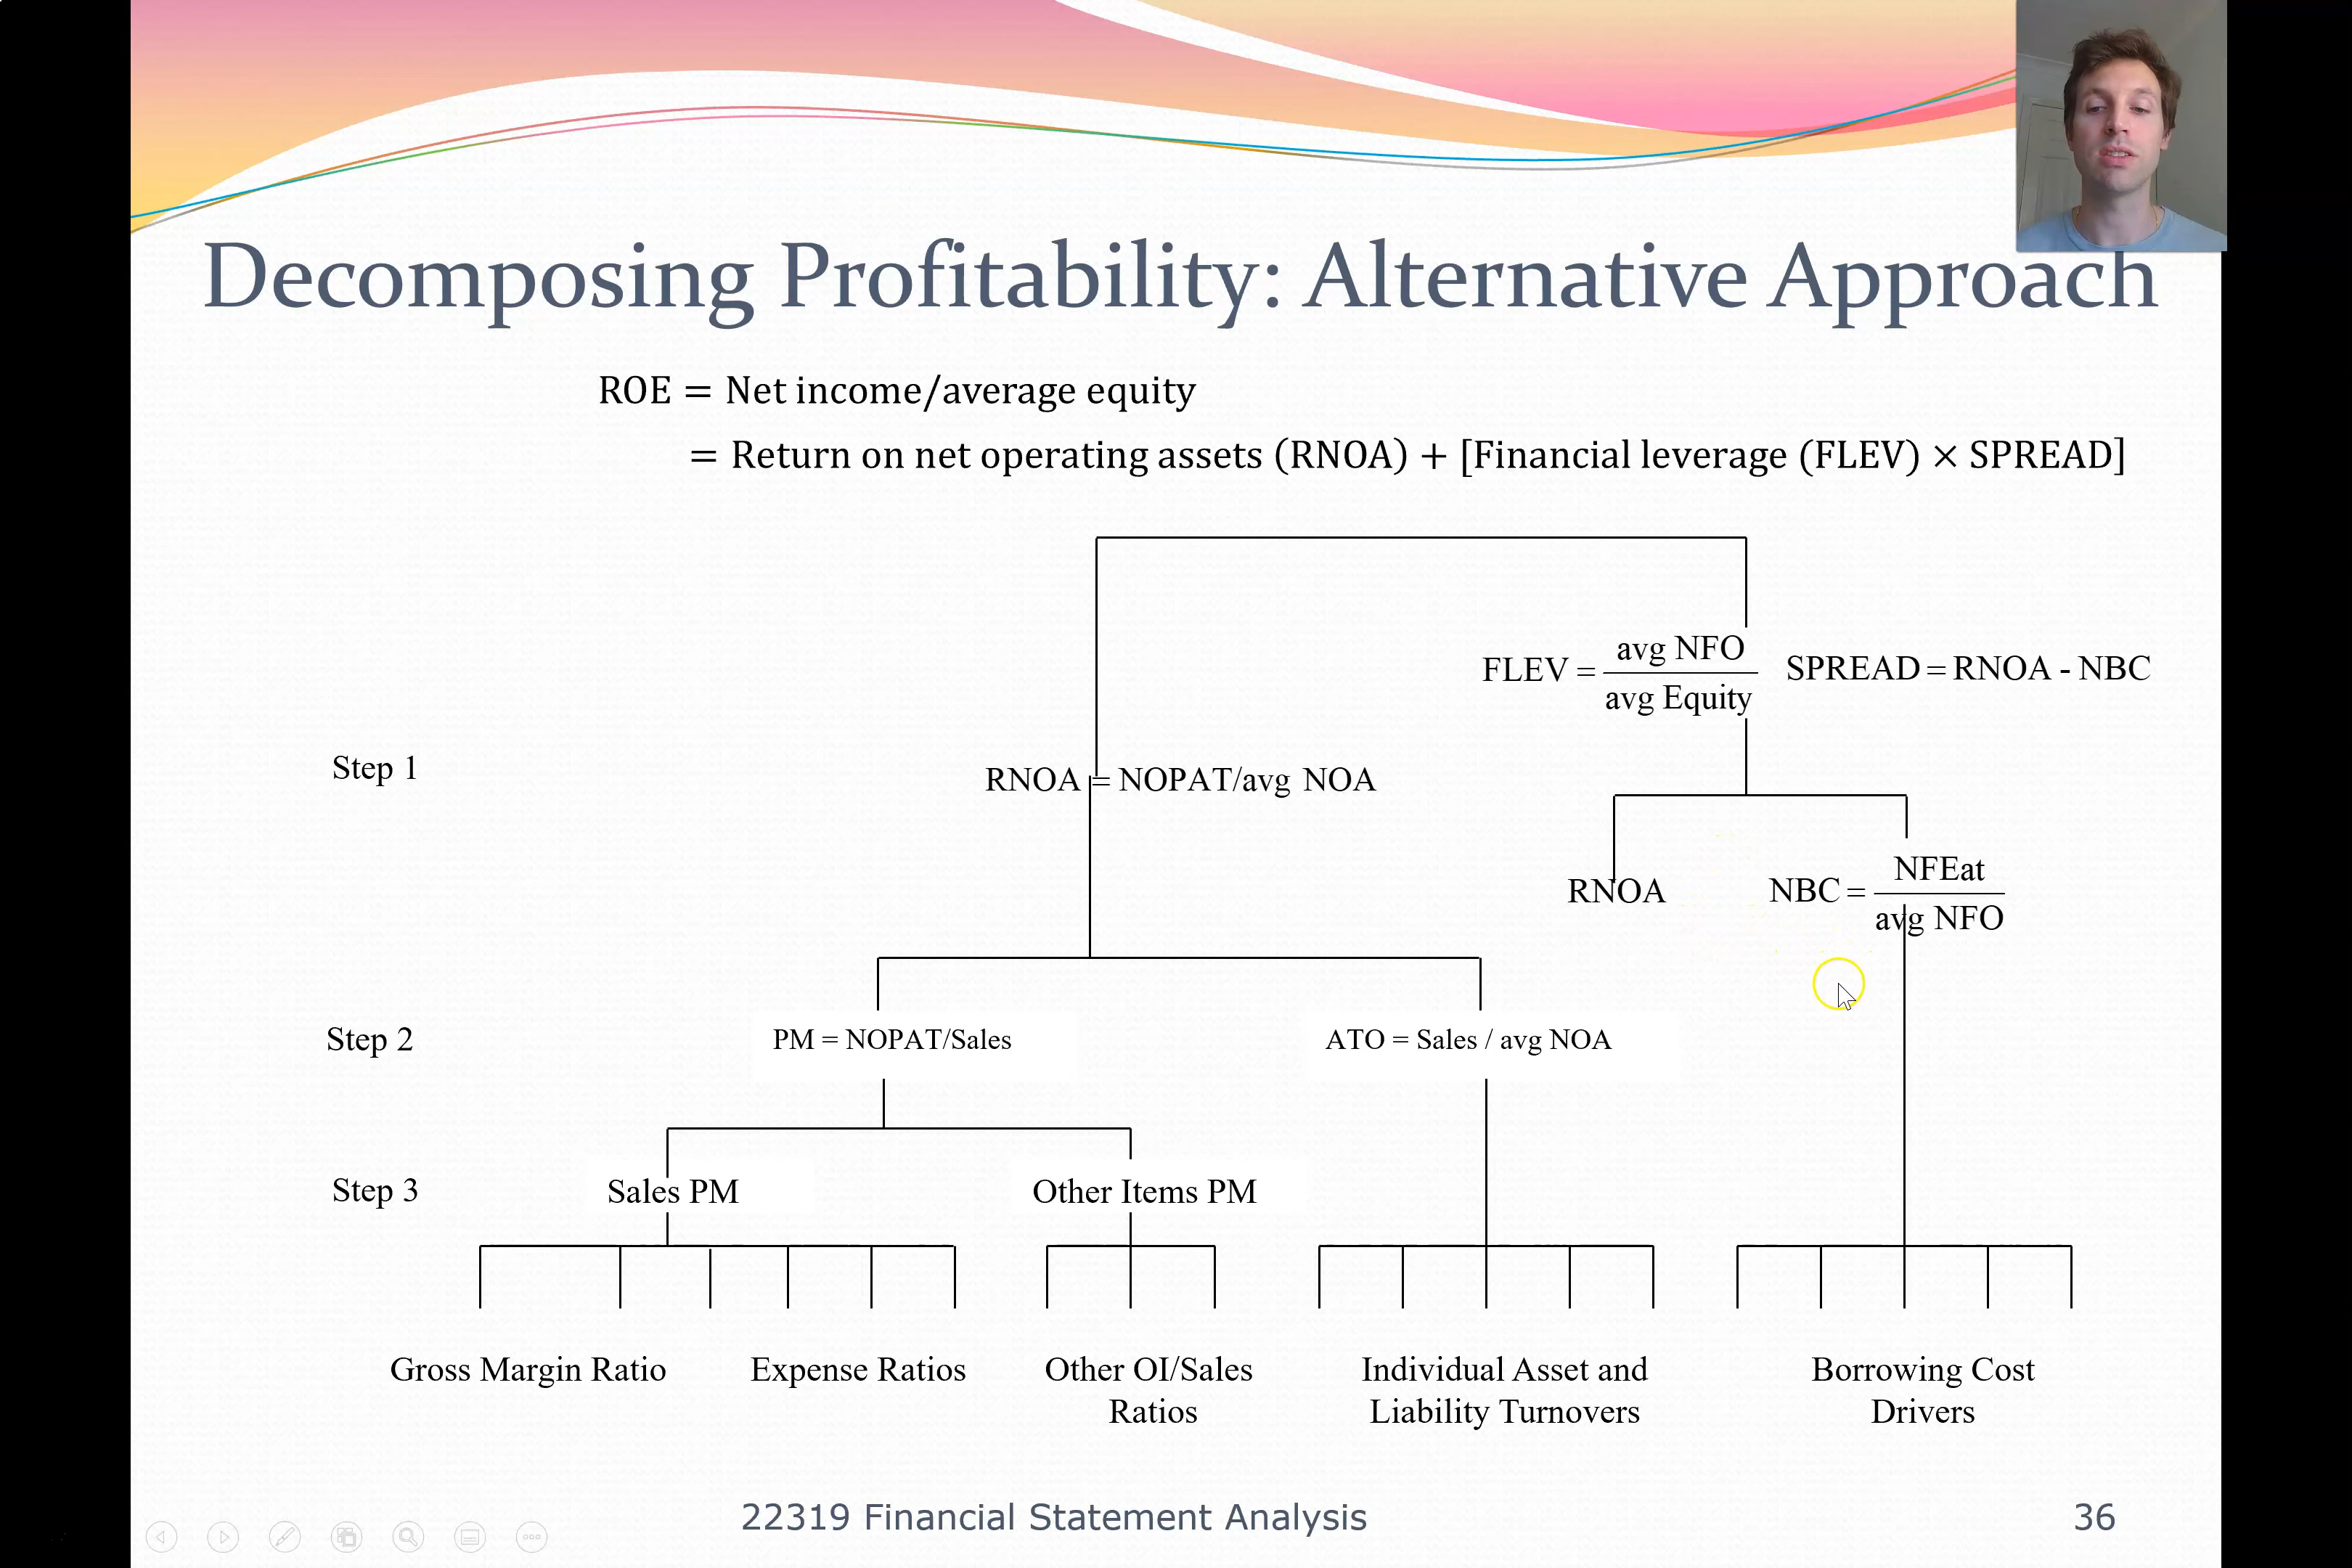 Decomposing Profitability: Alternative Approach
ROE = Net income/average equity
= Return on net operating assets (RNOA) + [Financial leverage (FLEV) × SPREAD]
FLEV = avg NFO / avg Equity SPREAD = RNOA - NBC
Step 1
RNOA = NOPAT/avg NOA
RNOA
NBC = NFEat / avg NFO
Step 2
PM = NOPAT/Sales
ATO = Sales / avg NOA
Step 3
Sales PM
Other Items PM
Gross Margin Ratio
Expense Ratios
Other OI/Sales
Ratios
Individual Asset and
Liability Turnovers
Borrowing Cost
Drivers
22319 Financial Statement Analysis
36